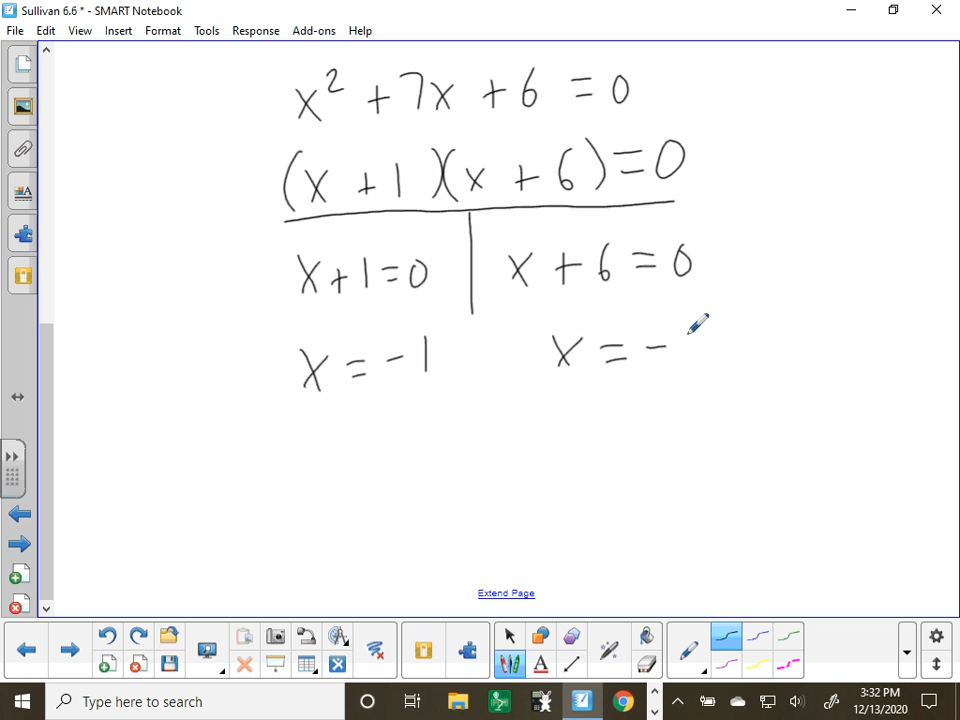 Sullivan 6.6 * - SMART Notebook
File Edit View Insert Format Tools Response Add-ons Help
x² + 7x + 6 = 0
(x + 1)(x + 6) = 0
x + 1 = 0 x + 6 = 0
x = -1 x = -
Extend Page
Type here to search
3:32 PM
12/13/2020